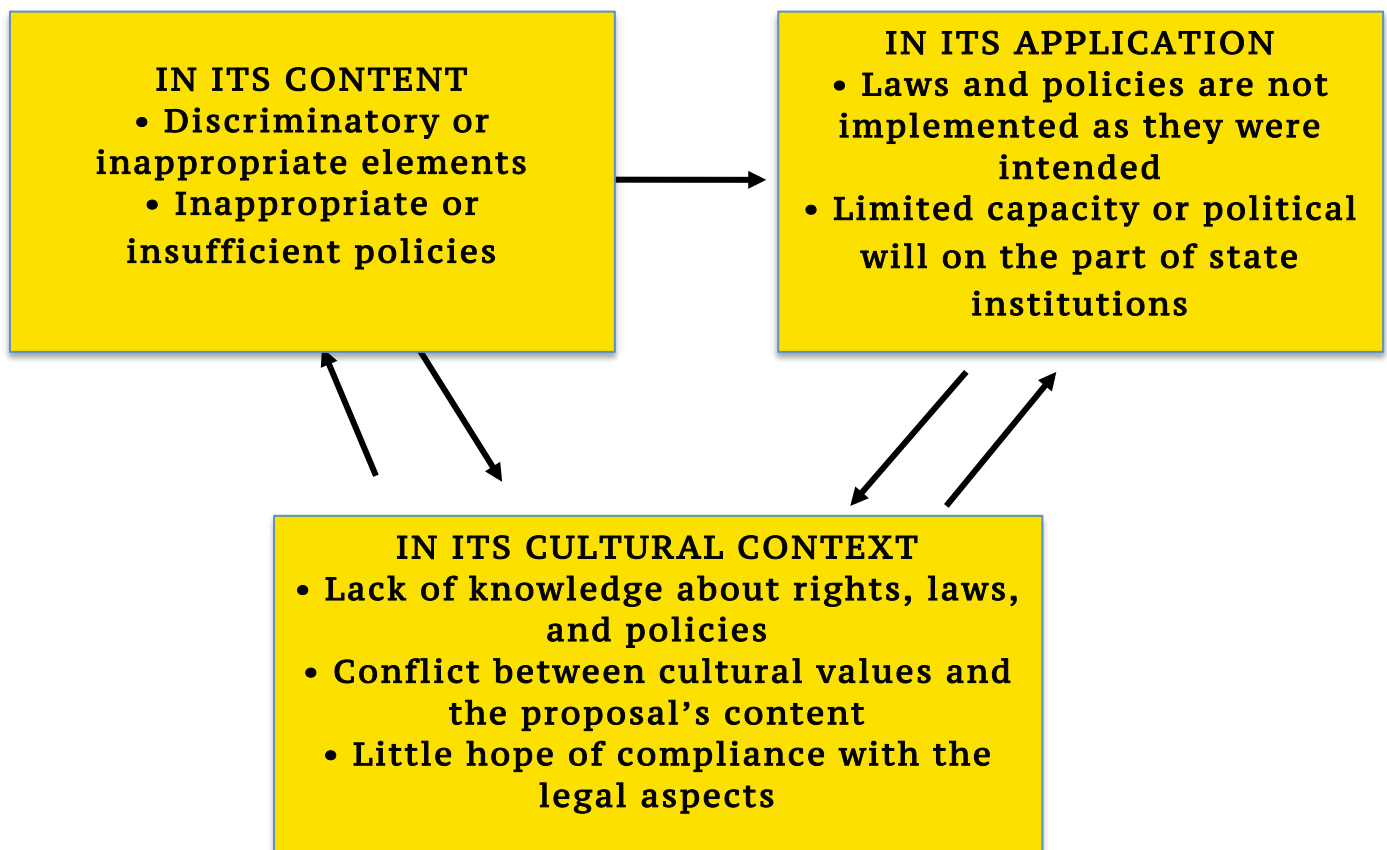 IN ITS CONTENT
• Discriminatory or
inappropriate elements
• Inappropriate or
insufficient policies
IN ITS APPLICATION
• Laws and policies are not
implemented as they were
intended
• Limited capacity or political
will on the part of state
institutions
IN ITS CULTURAL CONTEXT
• Lack of knowledge about rights, laws,
and policies
• Conflict between cultural values and
the proposal’s content
• Little hope of compliance with the
legal aspects